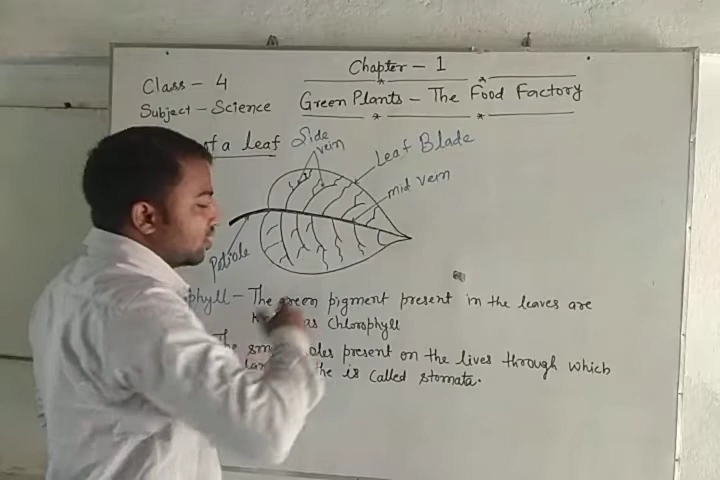 Chapter - 1
Class - 4
Subject - Science
Green Plants - The Food Factory
of a leaf
Side
vein
Leaf Blade
mid vein
Petiole
phyll - The green pigment present in the leaves are
as Chlorophyll
The sm oles present on the lives through which
the is called stomata.